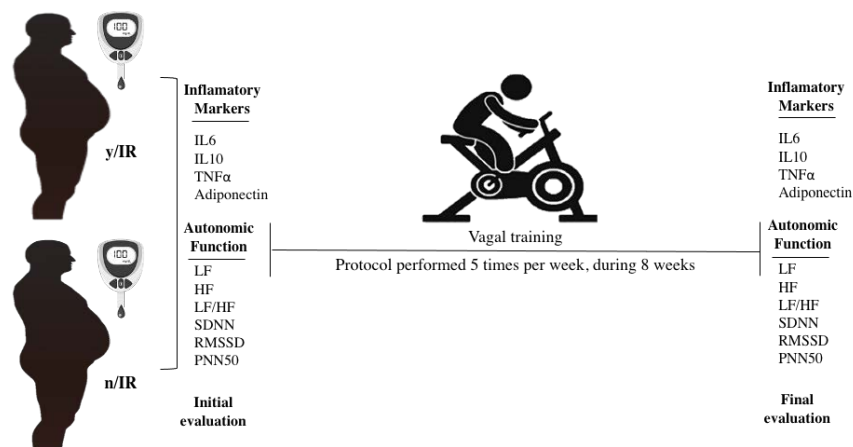 100
y/IR
100
n/IR
Inflamatory
Markers
IL6
IL10
TNFα
Adiponectin
Autonomic
Function
LF
HF
LF/HF
SDNN
RMSSD
PNN50
Initial
evaluation
Vagal training
Protocol performed 5 times per week, during 8 weeks
Inflamatory
Markers
IL6
IL10
TNFα
Adiponectin
Autonomic
Function
LF
HF
LF/HF
SDNN
RMSSD
PNN50
Final
evaluation